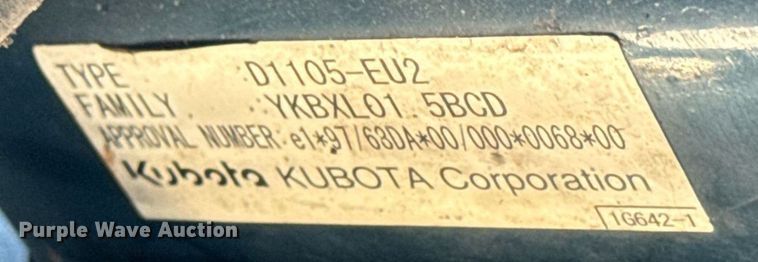 TYPE D1105-EU2
FAMILY YKBXL01.5BCD
APPROVAL NUMBER e1*97/68DA*00/000*0068*00
Kubota KUBOTA Corporation
1G642-1
Purple Wave Auction